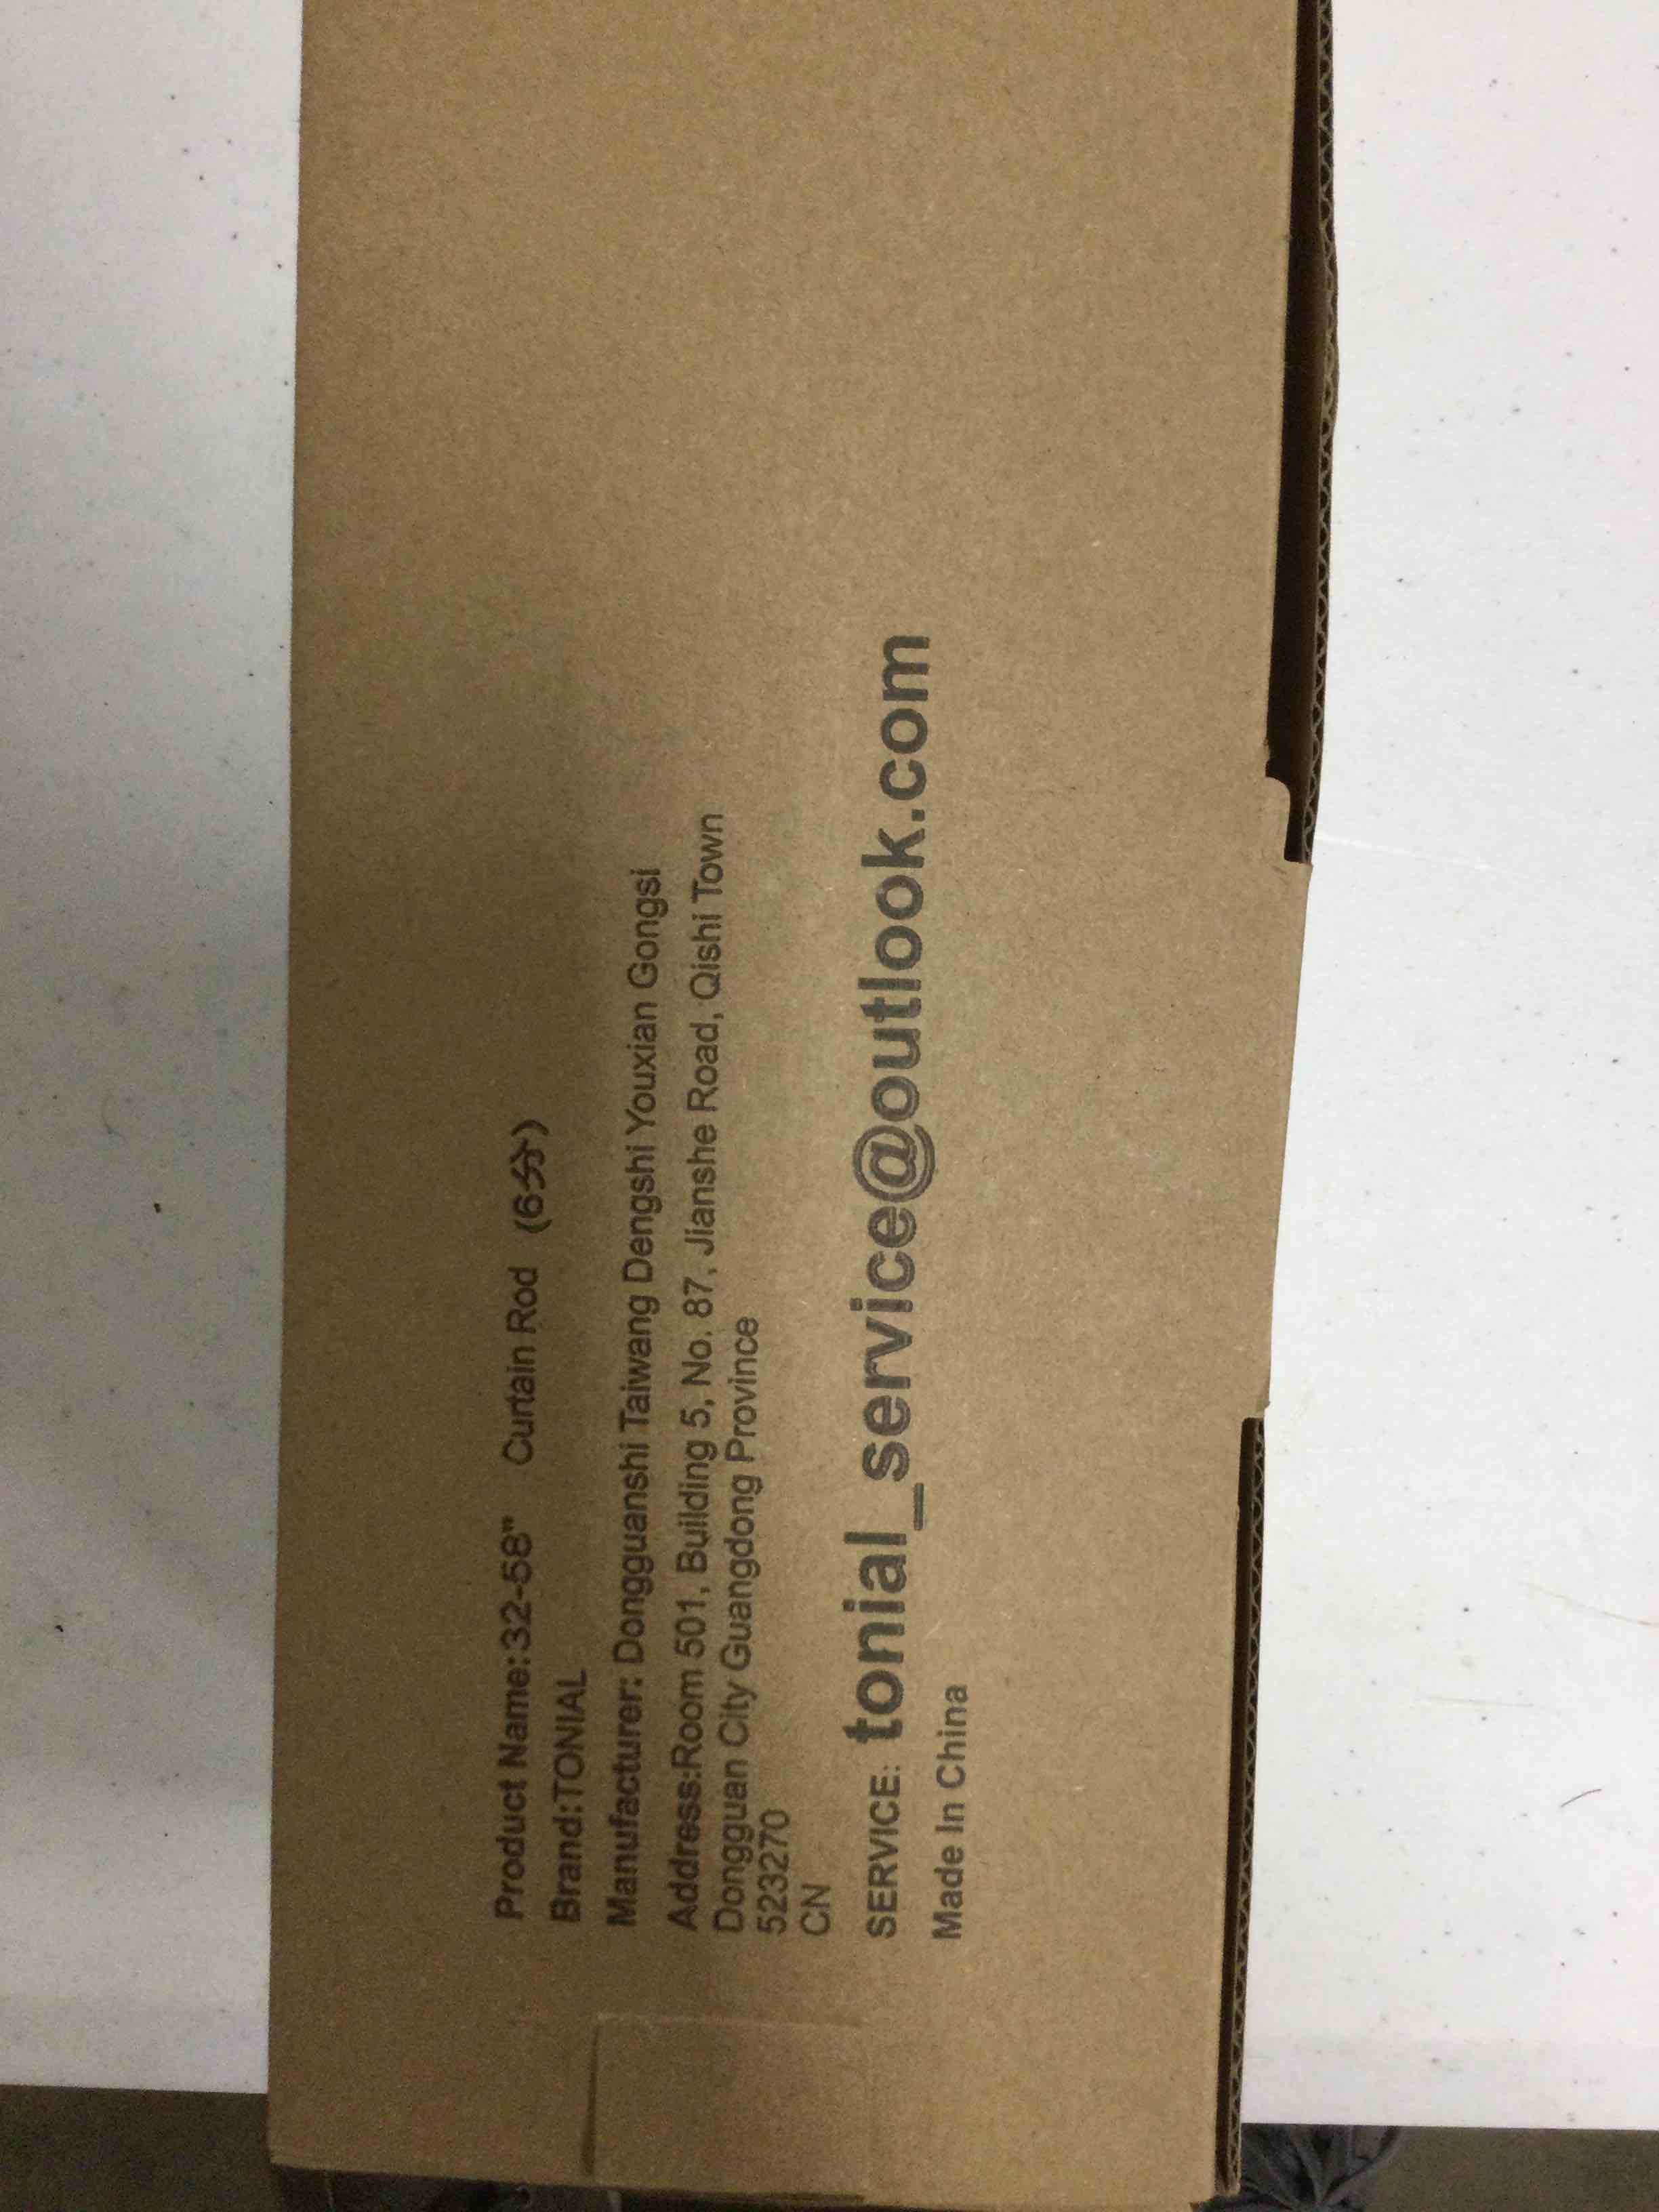 Product Name:32-58" Curtain Rod (6分)
Brand:TONIAL
Manufacturer: Dongguanshi Taiwang Dengshi Youxian Gongsi
Address:Room 501, Building 5, No. 87, Jianshe Road, Qishi Town
Dongguan City Guangdong Province
5232270
CN
SERVICE: tonial_service@outlook.com
Made In China